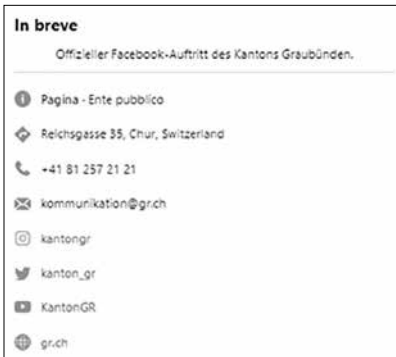 In breve
Offizieller Facebook-Auftritt des Kantons Graubünden.
Pagina - Ente pubblico
Reichsgasse 35, Chur, Switzerland
+41 81 257 21 21
kommunikation@gr.ch
kantongr
kanton_gr
KantonGR
gr.ch